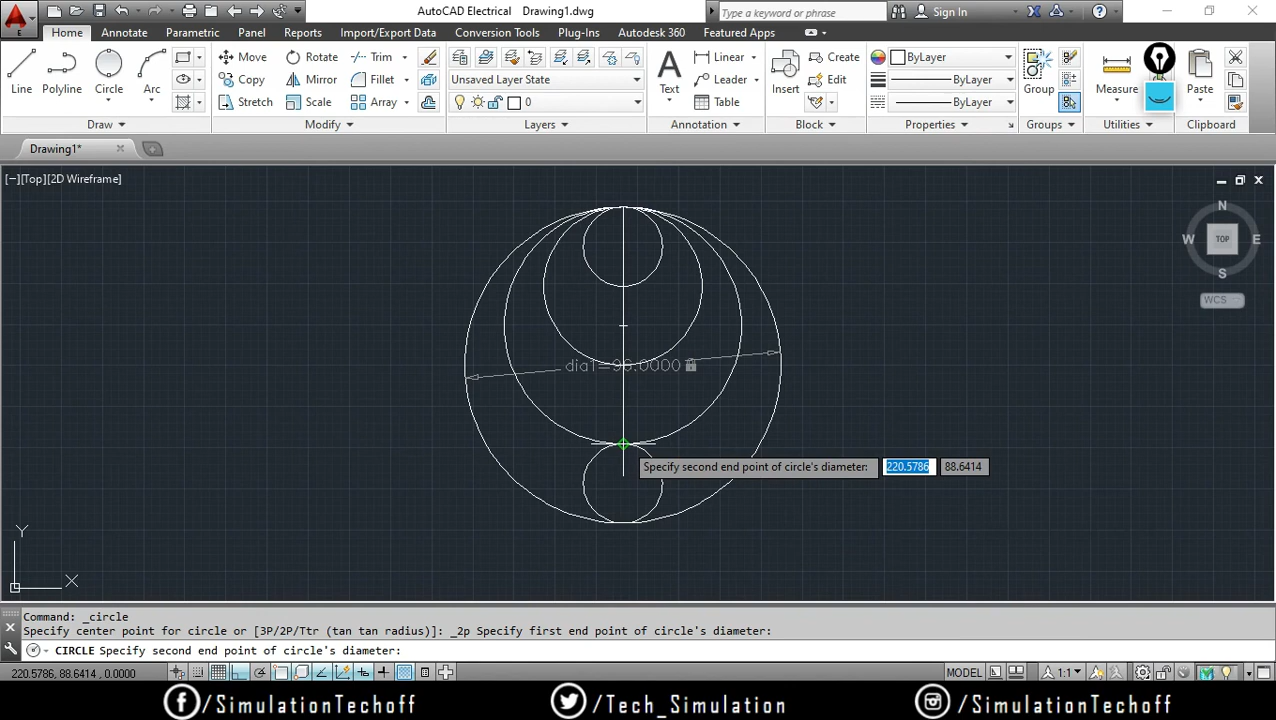 AutoCAD Electrical Drawing1.dwg
Type a keyword or phrase
Sign In
Home Annotate Parametric Panel Reports Import/Export Data Conversion Tools Plug-Ins Autodesk 360 Featured Apps
Line Polyline Circle Arc
Move Rotate Trim
Copy Mirror Fillet
Stretch Scale Array
Unsaved Layer State
0
Text
Linear
Leader
Table
Insert
Create
Edit
ByLayer
ByLayer
ByLayer
Group
Measure
Paste
Draw Modify Layers Annotation Block Properties Groups Utilities Clipboard
Drawing1*
[−][Top][2D Wireframe]
N
W TOP E
S
WCS
dia1=96.0000
Specify second end point of circle's diameter: 220.5786 88.6414
Y
X
Command: _circle
Specify center point for circle or [3P/2P/Ttr (tan tan radius)]: _2p Specify first end point of circle's diameter:
CIRCLE Specify second end point of circle's diameter:
220.5786, 88.6414, 0.0000
MODEL
1:1
/SimulationTechoff /Tech_Simulation /SimulationTechoff